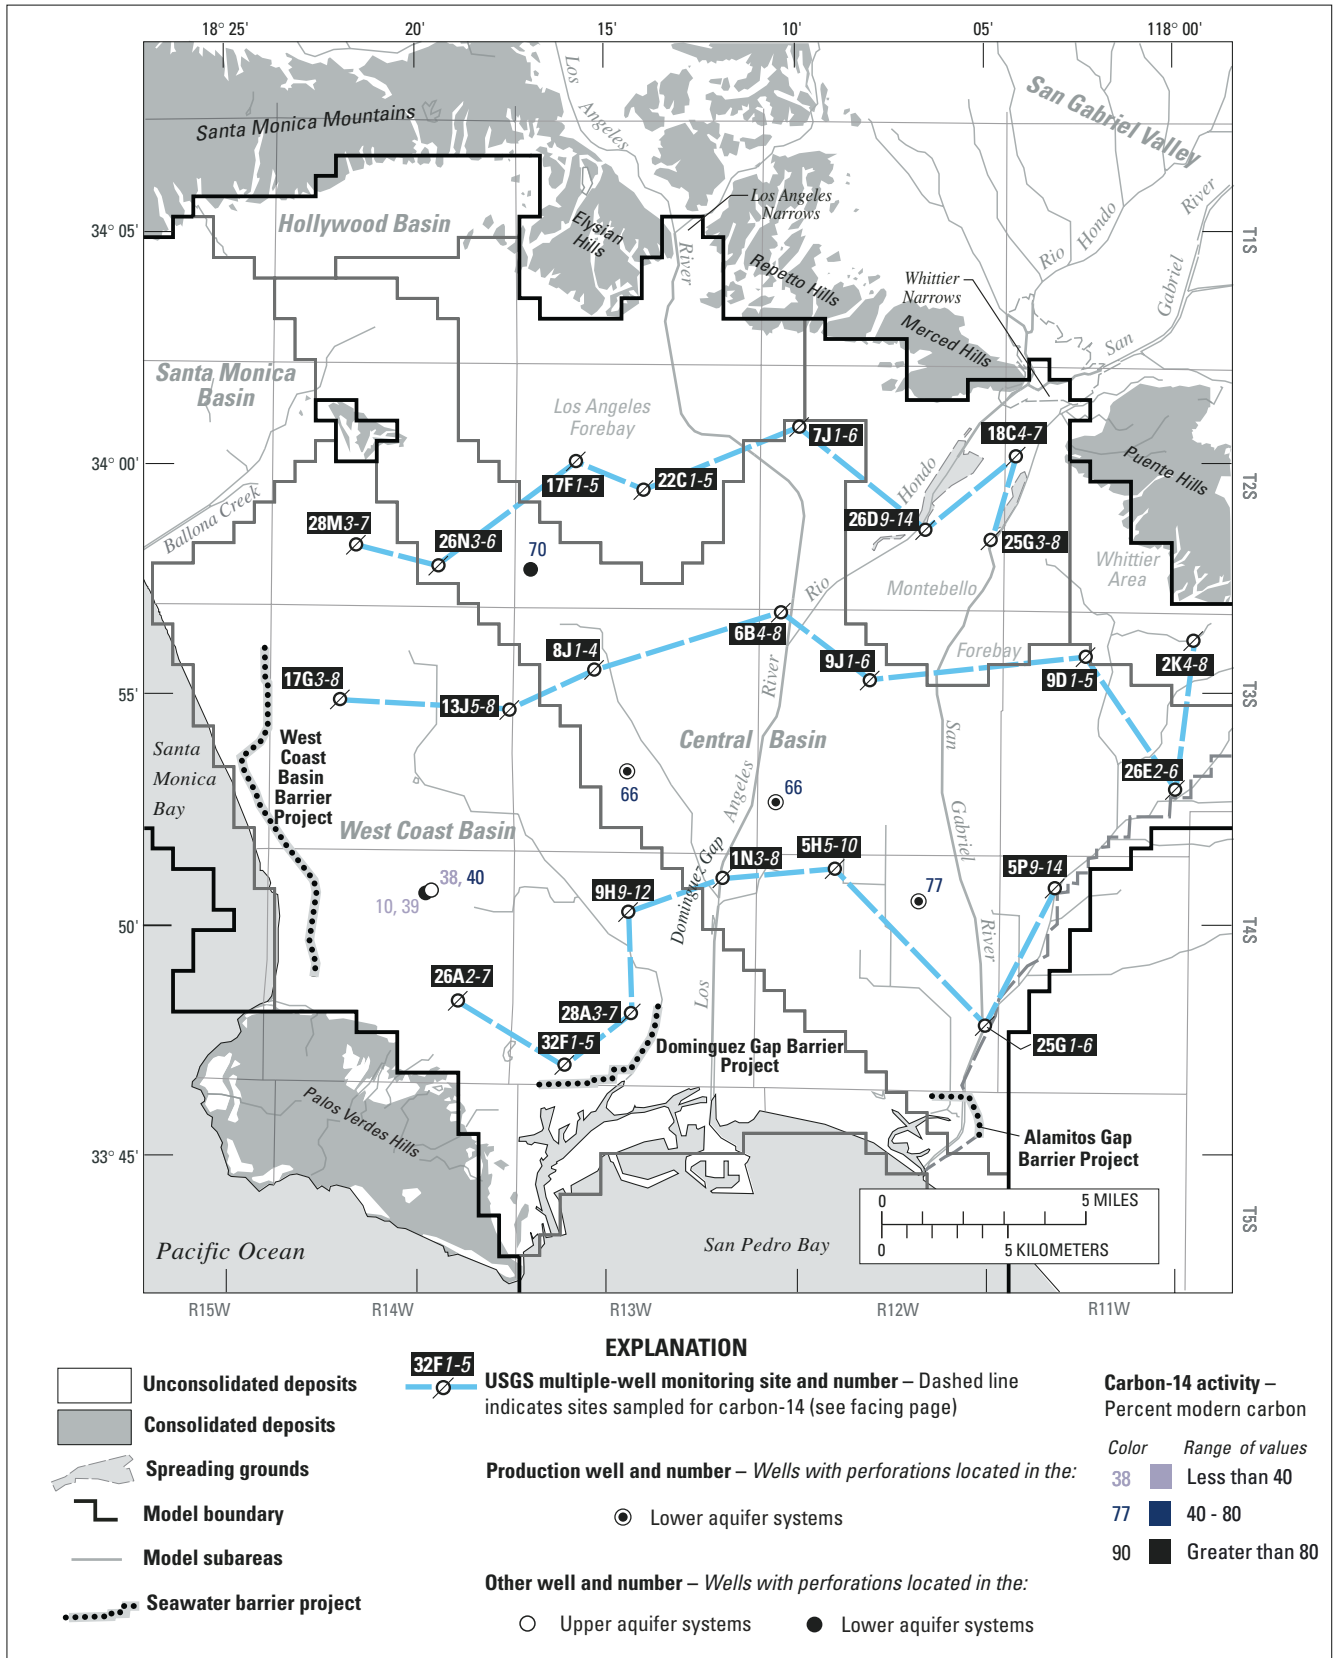 18° 25'
20'
15'
10'
05'
118° 00'
Los Angeles
San Gabriel Valley
Santa Monica Mountains
River
Los Angeles
Narrows
Hollywood Basin
Elysian
Hills
Rio Hondo
34° 05'
T1S
River
Repetto Hills
Whittier
Narrows
Gabriel
Merced Hills
San
Santa Monica
Basin
Los Angeles
Forebay
7J1-6
18C4-7
Puente Hills
34° 00'
17F1-5
22C1-5
Hondo
T2S
Ballona Creek
28M3-7
26N3-6
26D9-14
25G3-8
70
Whittier
Area
Rio
Montebello
6B4-8
8J1-4
9J1-6
Forebay
2K4-8
17G3-8
9D1-5
River
55'
13J5-8
T3S
West
Coast
Basin
Barrier
Project
Santa
Monica
Bay
Central Basin
San
26E2-6
66
66
Angeles
Gabriel
West Coast Basin
Dominguez Gap
1N3-8
5H5-10
5P9-14
38, 40
77
10, 39
9H9-12
50'
River
T4S
26A2-7
Los
28A3-7
32F1-5
Dominguez Gap Barrier
Project
25G1-6
Palos Verdes Hills
Alamitos Gap
Barrier Project
33° 45'
0
5 MILES
0
5 KILOMETERS
T5S
Pacific Ocean
San Pedro Bay
R15W
R14W
R13W
R12W
R11W
EXPLANATION
Unconsolidated deposits
Consolidated deposits
Spreading grounds
Model boundary
Model subareas
Seawater barrier project
32F1-5
USGS multiple-well monitoring site and number – Dashed line
indicates sites sampled for carbon-14 (see facing page)
Production well and number – Wells with perforations located in the:
Lower aquifer systems
Other well and number – Wells with perforations located in the:
Upper aquifer systems
Lower aquifer systems
Carbon-14 activity –
Percent modern carbon
Color
Range of values
38
Less than 40
77
40 - 80
90
Greater than 80